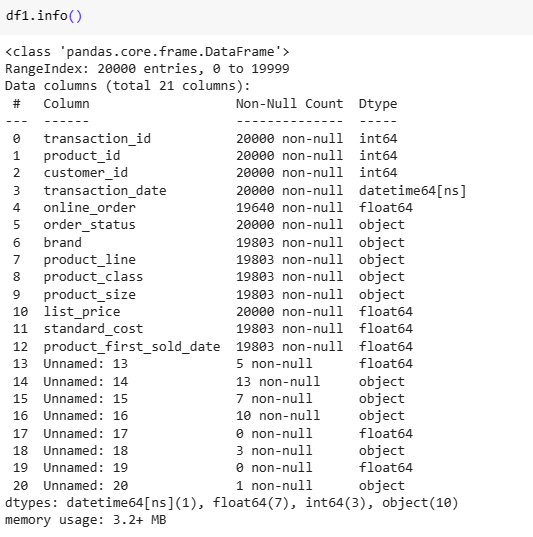 df1.info()
<class 'pandas.core.frame.DataFrame'>
RangeIndex: 20000 entries, 0 to 19999
Data columns (total 21 columns):
 #   Column                   Non-Null Count  Dtype
---  ------                   --------------  -----
 0   transaction_id           20000 non-null  int64
 1   product_id               20000 non-null  int64
 2   customer_id              20000 non-null  int64
 3   transaction_date         20000 non-null  datetime64[ns]
 4   online_order             19640 non-null  float64
 5   order_status             20000 non-null  object
 6   brand                    19803 non-null  object
 7   product_line             19803 non-null  object
 8   product_class            19803 non-null  object
 9   product_size             19803 non-null  object
 10  list_price               20000 non-null  float64
 11  standard_cost            19803 non-null  float64
 12  product_first_sold_date  19803 non-null  float64
 13  Unnamed: 13              5 non-null      float64
 14  Unnamed: 14              13 non-null     object
 15  Unnamed: 15              7 non-null      object
 16  Unnamed: 16              10 non-null     object
 17  Unnamed: 17              0 non-null      float64
 18  Unnamed: 18              3 non-null      object
 19  Unnamed: 19              0 non-null      float64
 20  Unnamed: 20              1 non-null      object
dtypes: datetime64[ns](1), float64(7), int64(3), object(10)
memory usage: 3.2+ MB